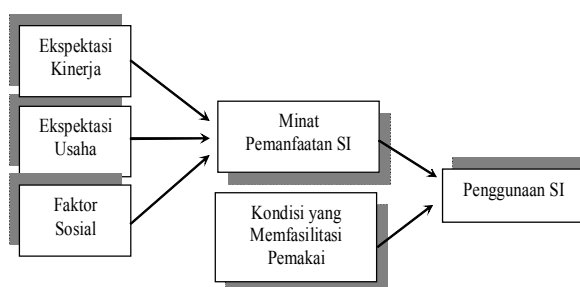 Ekspektasi
Kinerja
Ekspektasi
Usaha
Faktor
Sosial
Minat
Pemanfaatan SI
Kondisi yang
Memfasilitasi
Pemakai
Penggunaan SI